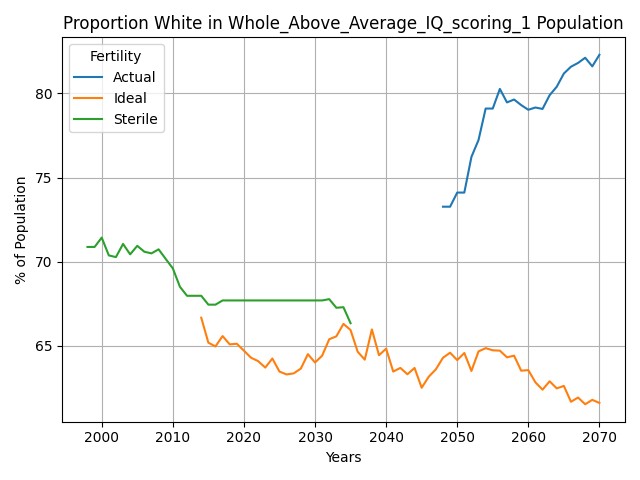 Proportion White in Whole_Above_Average_IQ_scoring_1 Population
Fertility
Actual
Ideal
Sterile
% of Population
80
75
70
65
2000 2010 2020 2030 2040 2050 2060 2070
Years